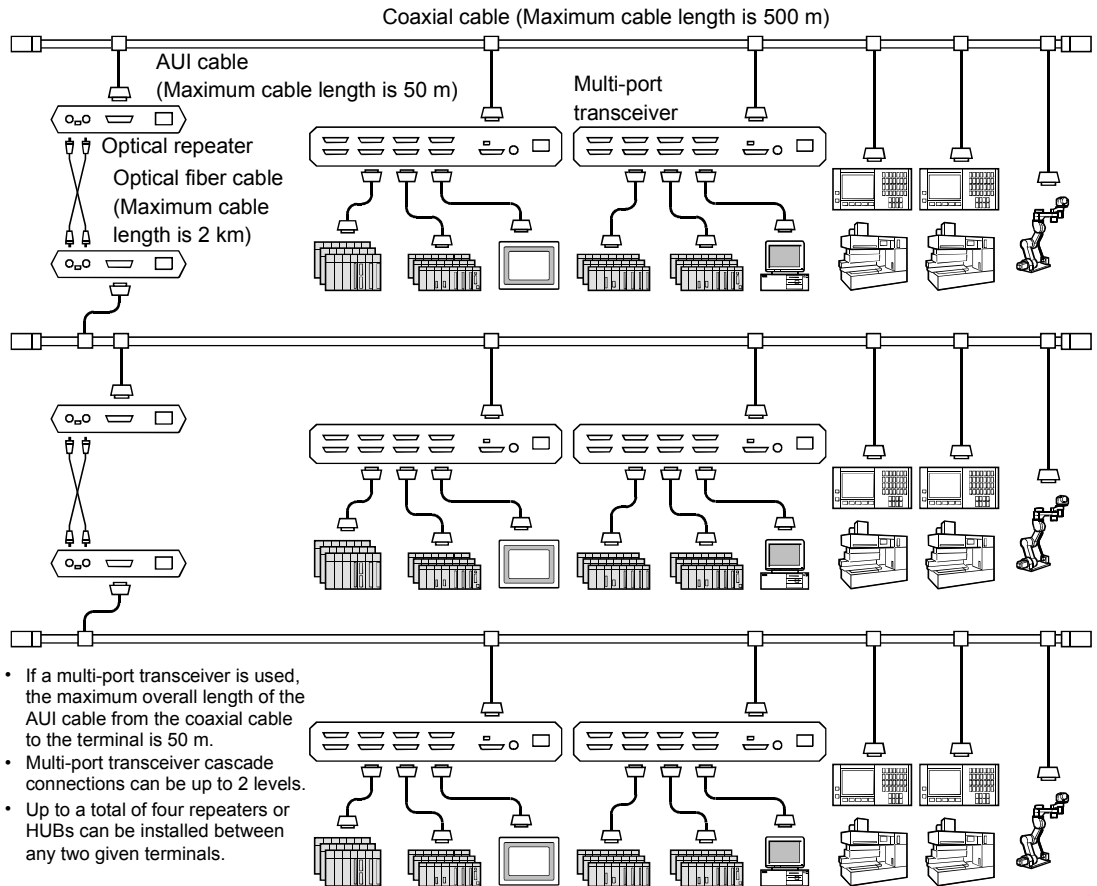 Coaxial cable (Maximum cable length is 500 m)
AUI cable
(Maximum cable length is 50 m)
Multi-port
transceiver
Optical repeater
Optical fiber cable
(Maximum cable
length is 2 km)
• If a multi-port transceiver is used,
the maximum overall length of the
AUI cable from the coaxial cable
to the terminal is 50 m.
• Multi-port transceiver cascade
connections can be up to 2 levels.
• Up to a total of four repeaters or
HUBs can be installed between
any two given terminals.